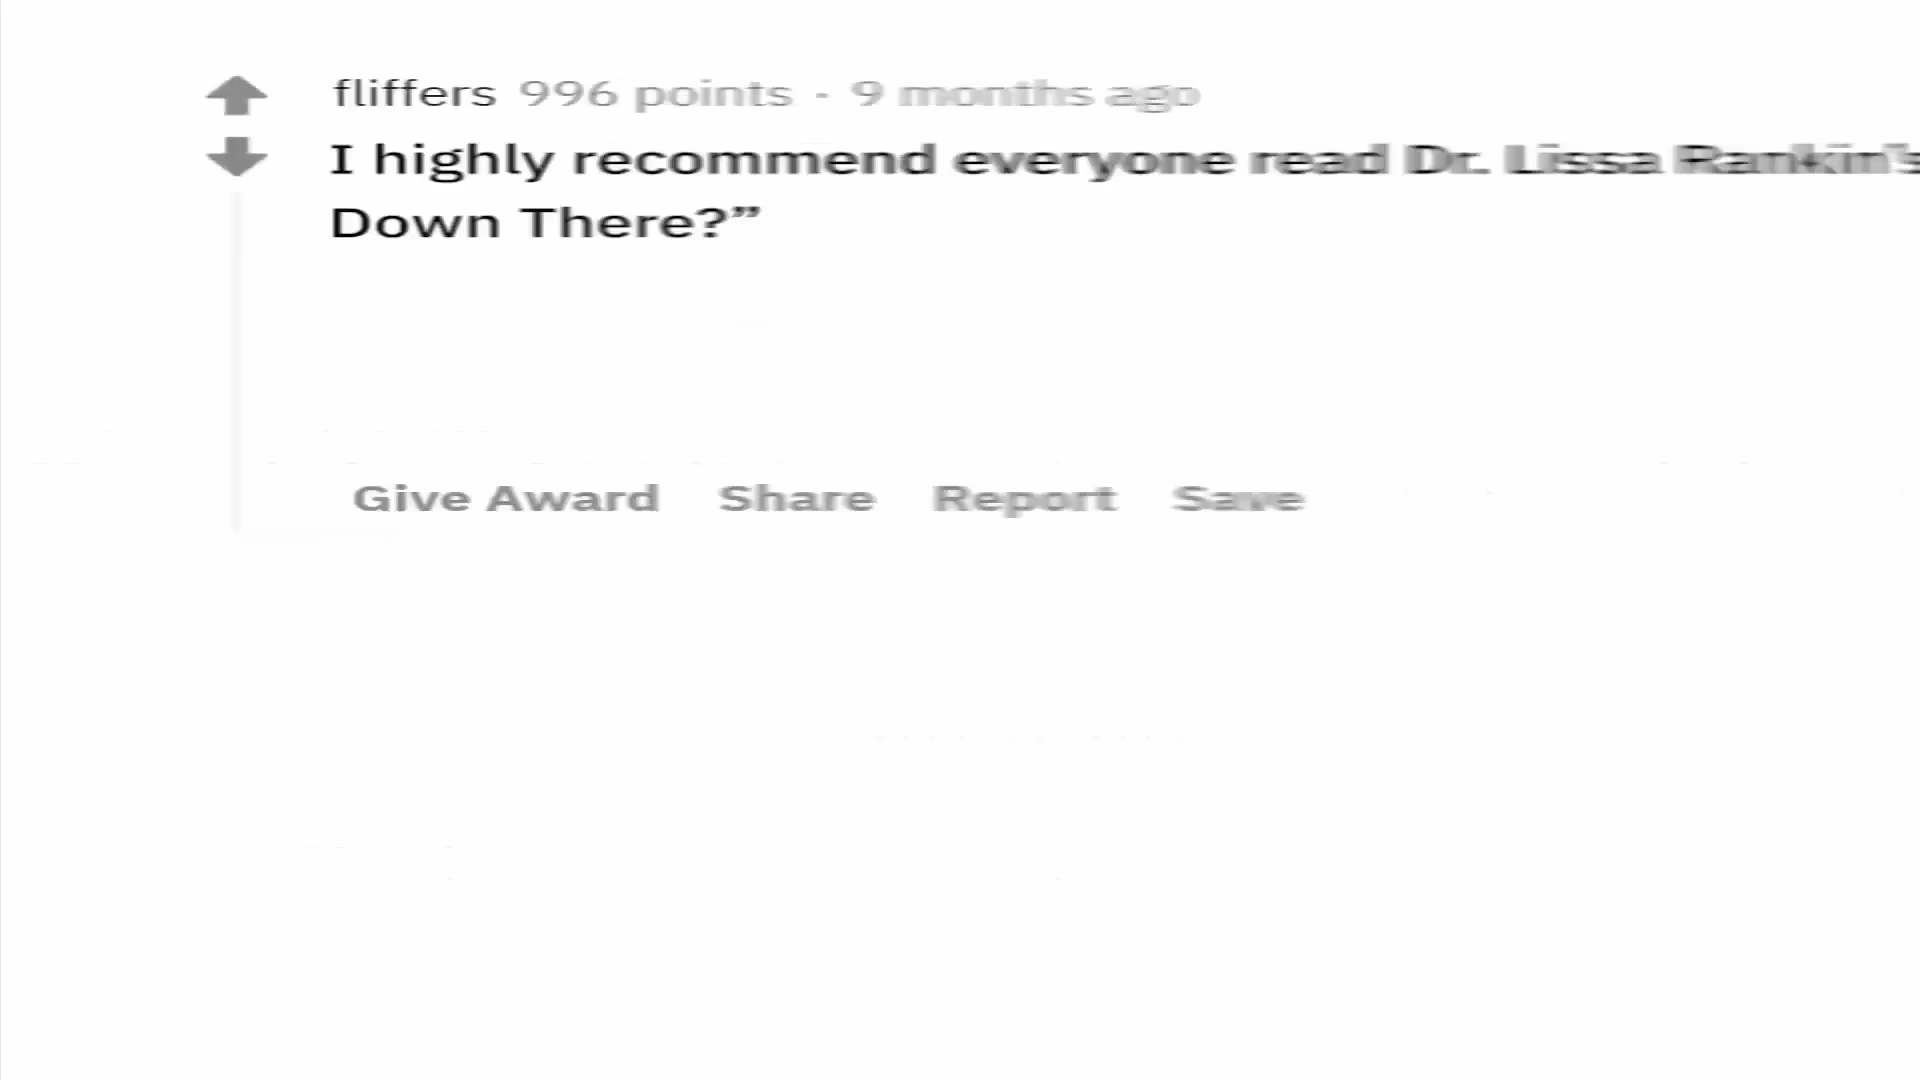 fliffers 996 points · 9 months ago
I highly recommend everyone read Dr. Lissa Rankin's
Down There?”
Give Award Share Report Save